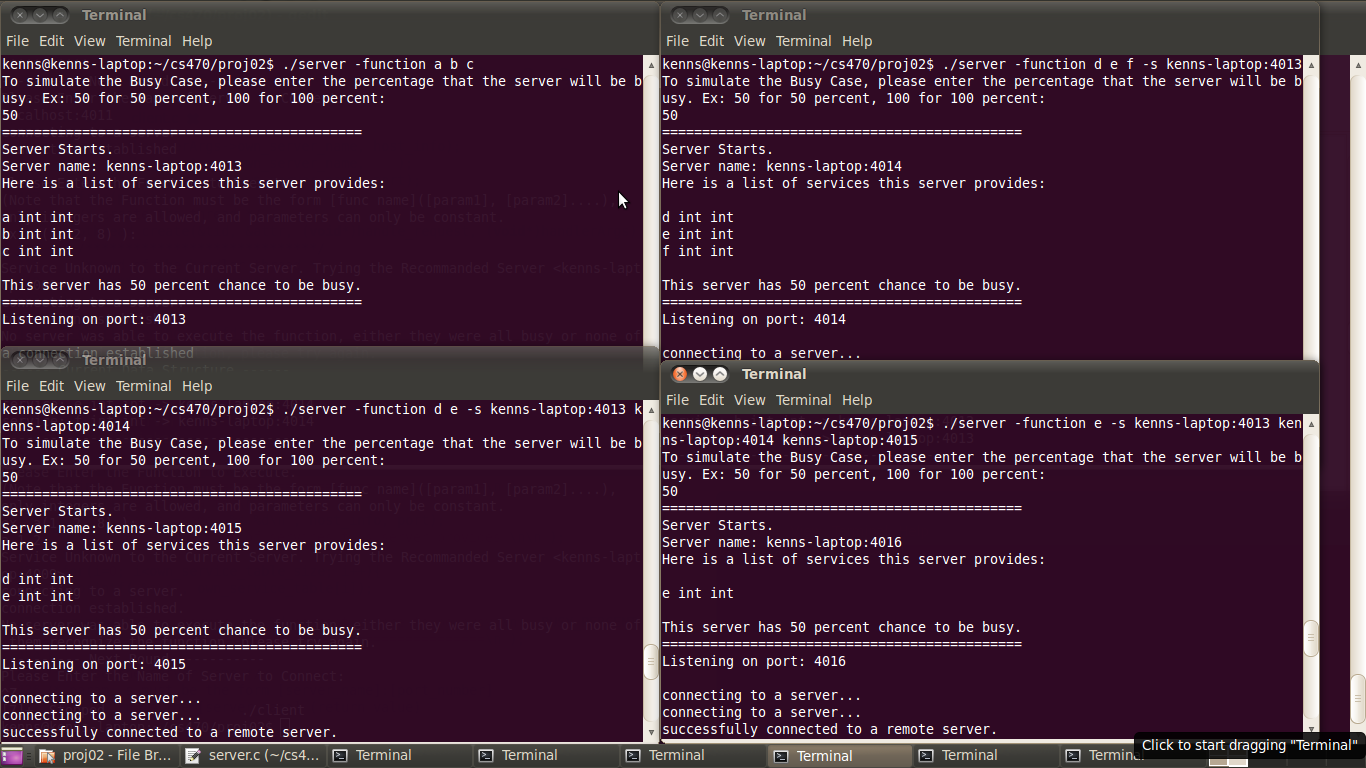 Terminal
File Edit View Terminal Help
kenns@kenns-laptop:~/cs470/proj02$ ./server -function a b c
To simulate the Busy Case, please enter the percentage that the server will be b
usy. Ex: 50 for 50 percent, 100 for 100 percent:
50
=============================================
Server Starts.
Server name: kenns-laptop:4013
Here is a list of services this server provides:
a int int
b int int
c int int
This server has 50 percent chance to be busy.
=============================================
Listening on port: 4013
a connection established
Terminal
File Edit View Terminal Help
kenns@kenns-laptop:~/cs470/proj02$ ./server -function d e f -s kenns-laptop:4013
To simulate the Busy Case, please enter the percentage that the server will be b
usy. Ex: 50 for 50 percent, 100 for 100 percent:
50
=============================================
Server Starts.
Server name: kenns-laptop:4014
Here is a list of services this server provides:
d int int
e int int
f int int
This server has 50 percent chance to be busy.
=============================================
Listening on port: 4014
connecting to a server...
Terminal
File Edit View Terminal Help
kenns@kenns-laptop:~/cs470/proj02$ ./server -function d e -s kenns-laptop:4013 k
enns-laptop:4014
To simulate the Busy Case, please enter the percentage that the server will be b
usy. Ex: 50 for 50 percent, 100 for 100 percent:
50
=============================================
Server Starts.
Server name: kenns-laptop:4015
Here is a list of services this server provides:
d int int
e int int
This server has 50 percent chance to be busy.
=============================================
Listening on port: 4015
connecting to a server...
connecting to a server...
successfully connected to a remote server.
Terminal
File Edit View Terminal Help
kenns@kenns-laptop:~/cs470/proj02$ ./server -function e -s kenns-laptop:4013 ken
ns-laptop:4014 kenns-laptop:4015
To simulate the Busy Case, please enter the percentage that the server will be b
usy. Ex: 50 for 50 percent, 100 for 100 percent:
50
=============================================
Server Starts.
Server name: kenns-laptop:4016
Here is a list of services this server provides:
e int int
This server has 50 percent chance to be busy.
=============================================
Listening on port: 4016
connecting to a server...
connecting to a server...
successfully connected to a remote server.
proj02 - File Br... server.c (~/cs4... Terminal Terminal Terminal Terminal Terminal Termin
Click to start dragging "Terminal"